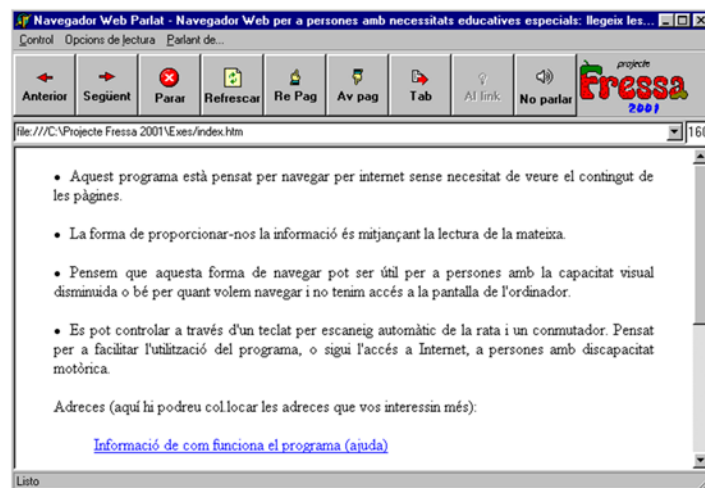 Navegador Web Parlat - Navegador Web per a persones amb necessitats educatives especials: llegeix les...
Control Opcions de lectura Parlant de...
Anterior Següent Parar Refrescar Re Pag Av pag Tab Al link No parlar
projecte
Fressa
2001
file:///C:\Projecte Fressa 2001\Exes/index.htm 160
• Aquest programa està pensat per navegar per internet sense necesitat de veure el contingut de
les pàgines.
• La forma de proporcionar-nos la informació és mitjançant la lectura de la mateixa.
• Pensem que aquesta forma de navegar pot ser útil per a persones amb la capacitat visual
disminuida o bé per quant volem navegar i no tenim accés a la pantalla de l'ordinador.
• Es pot controlar a través d'un teclat per escaneig automàtic de la rata i un conmutador. Pensat
per a facilitar l'utilització del programa, o sigui l'accés a Internet, a persones amb discapacitat
motòrica.
Adreces (aquí hi podreu col.locar les adreces que vos interessin més):
Informació de com funciona el programa (ajuda)
Listo